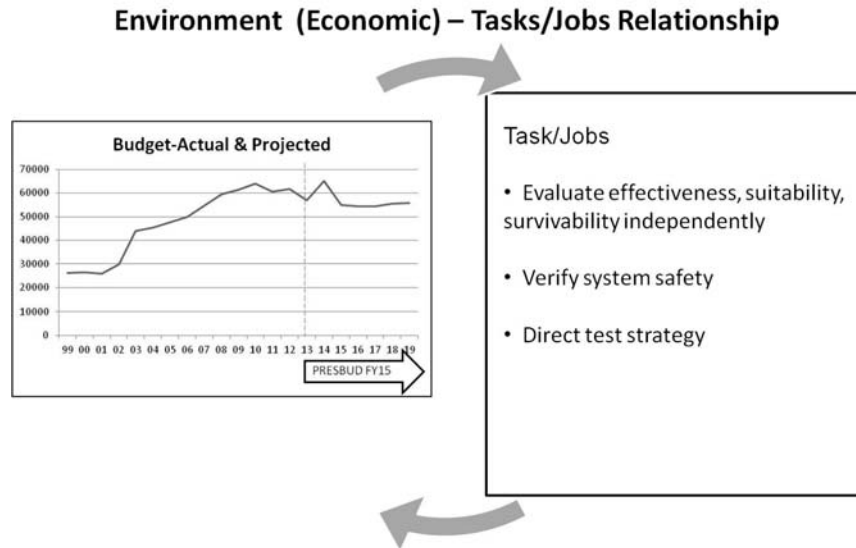 Environment (Economic) – Tasks/Jobs Relationship
Budget-Actual & Projected
70000
60000
50000
40000
30000
20000
10000
0
99 00 01 02 03 04 05 06 07 08 09 10 11 12 13 14 15 16 17 18 19
PRESBUD FY15
Task/Jobs
• Evaluate effectiveness, suitability,
survivability independently
• Verify system safety
• Direct test strategy